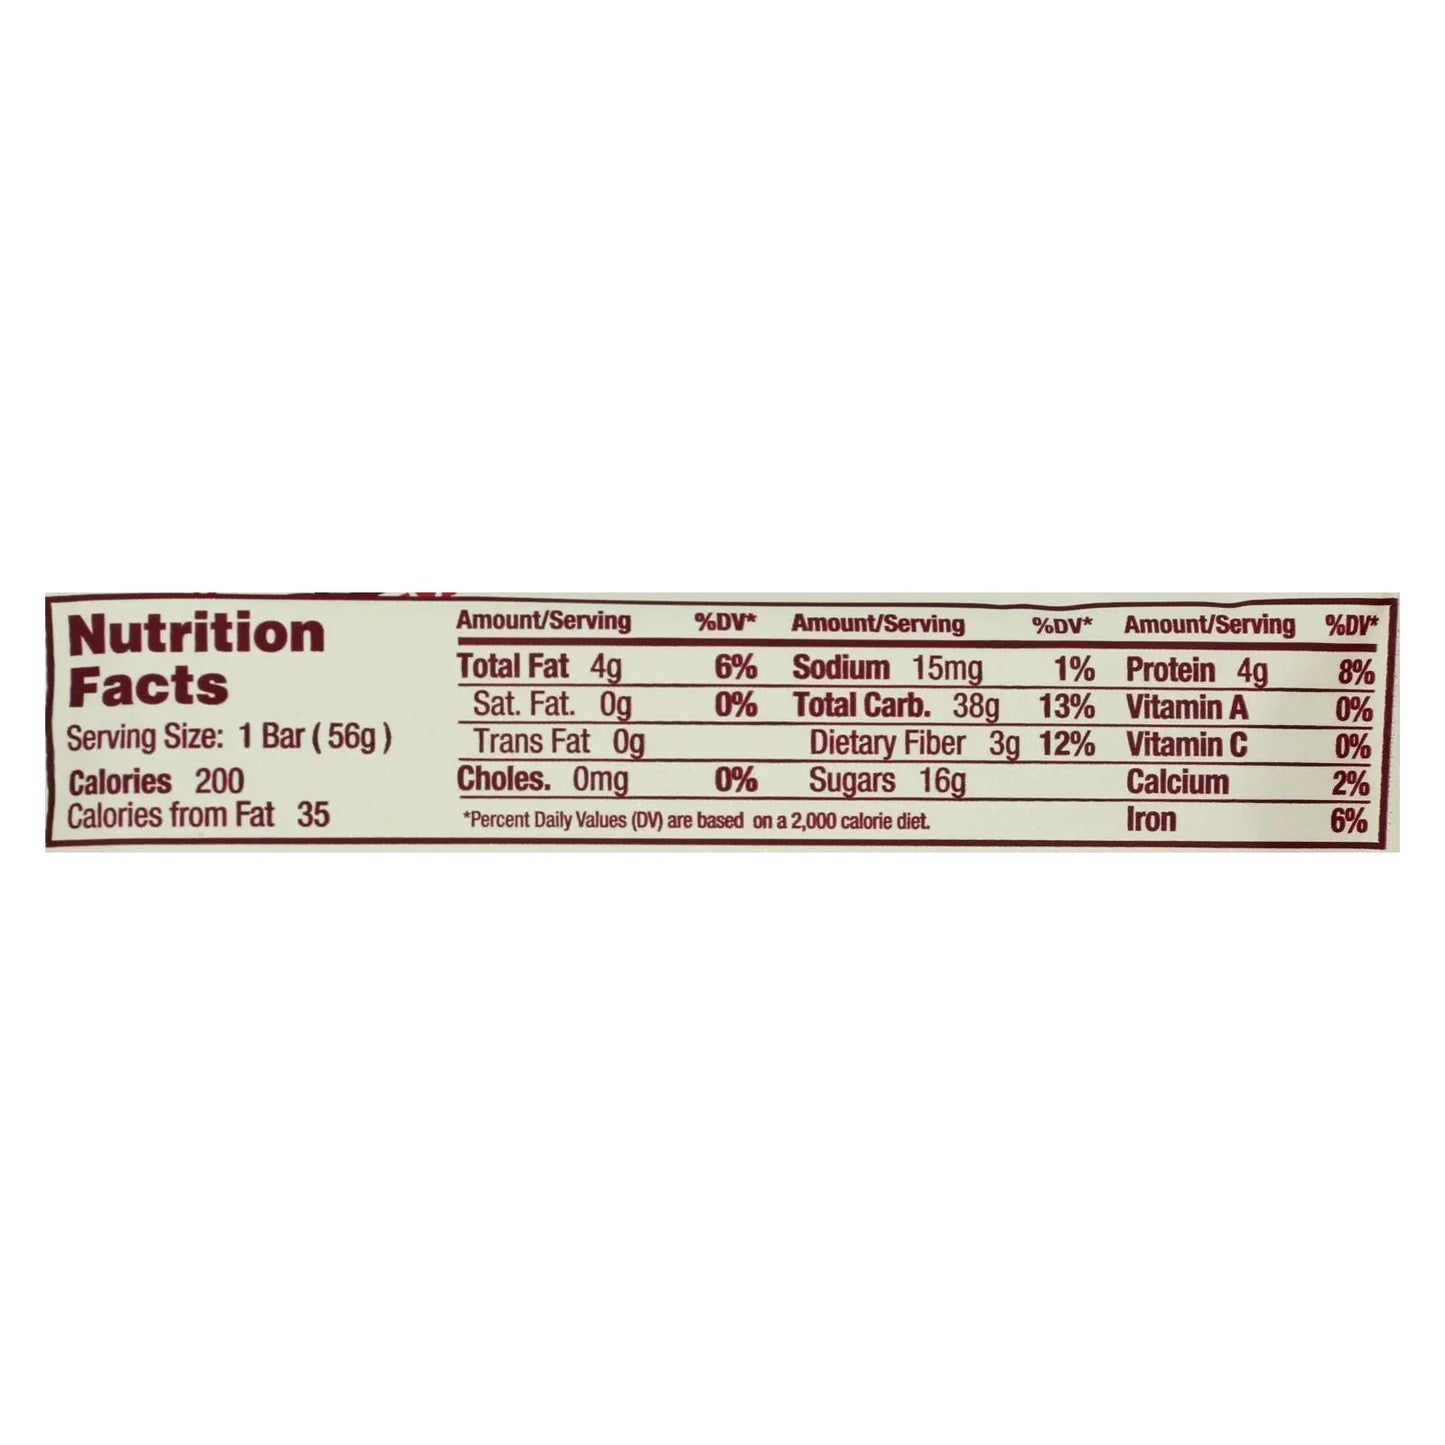 Nutrition
Facts
Serving Size: 1 Bar ( 56g )
Calories 200
Calories from Fat 35
Amount/Serving %DV*
Total Fat 4g 6%
Sat. Fat. 0g 0%
Trans Fat 0g
Choles. 0mg 0%
Amount/Serving %DV*
Sodium 15mg 1%
Total Carb. 38g 13%
Dietary Fiber 3g 12%
Sugars 16g
*Percent Daily Values (DV) are based on a 2,000 calorie diet.
Amount/Serving %DV*
Protein 4g 8%
Vitamin A 0%
Vitamin C 0%
Calcium 2%
Iron 6%